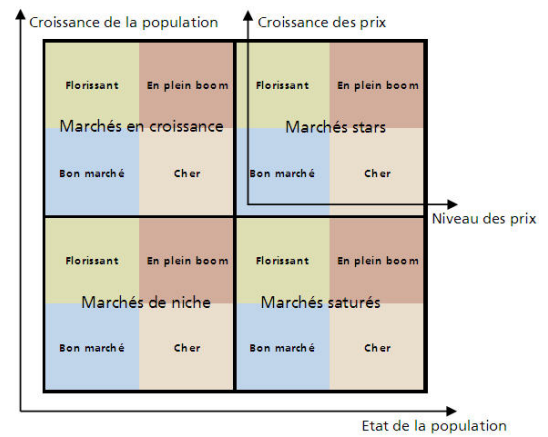 Croissance de la population
Croissance des prix
Florissant
En plein boom
Florissant
En plein boom
Marchés en croissance
Marchés stars
Bon marché
Cher
Bon marché
Cher
Niveau des prix
Florissant
En plein boom
Florissant
En plein boom
Marchés de niche
Marchés saturés
Bon marché
Cher
Bon marché
Cher
Etat de la population